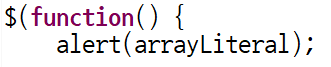 $(function() {
    alert(arrayLiteral);